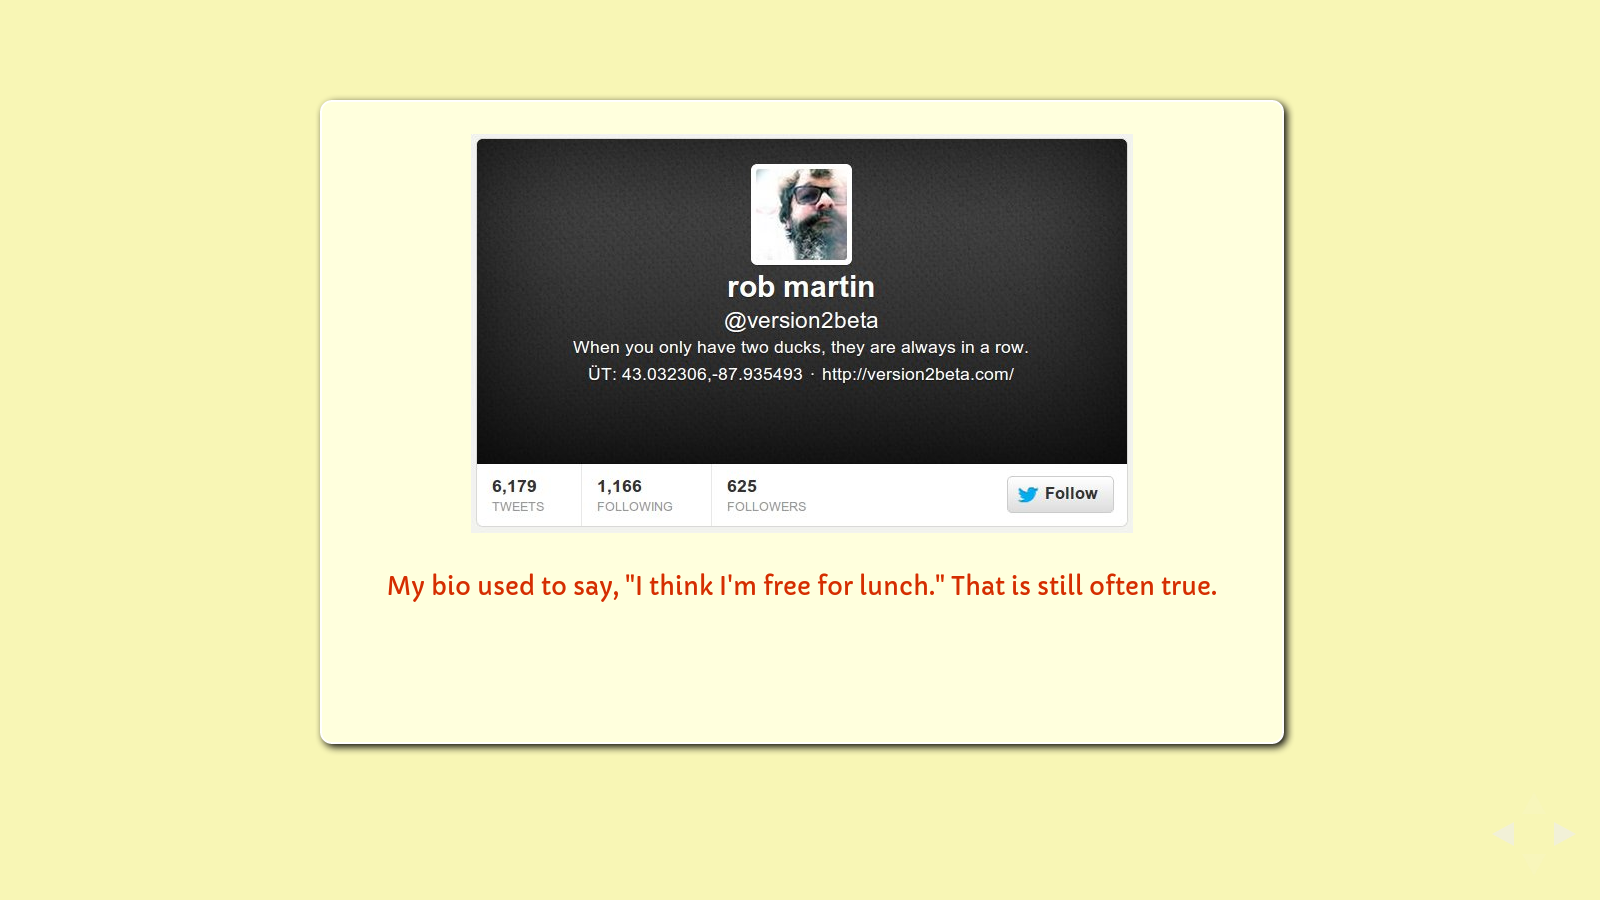 rob martin
@version2beta
When you only have two ducks, they are always in a row.
ÜT: 43.032306,-87.935493 · http://version2beta.com/
6,179 1,166 625
TWEETS FOLLOWING FOLLOWERS
Follow
My bio used to say, "I think I'm free for lunch." That is still often true.